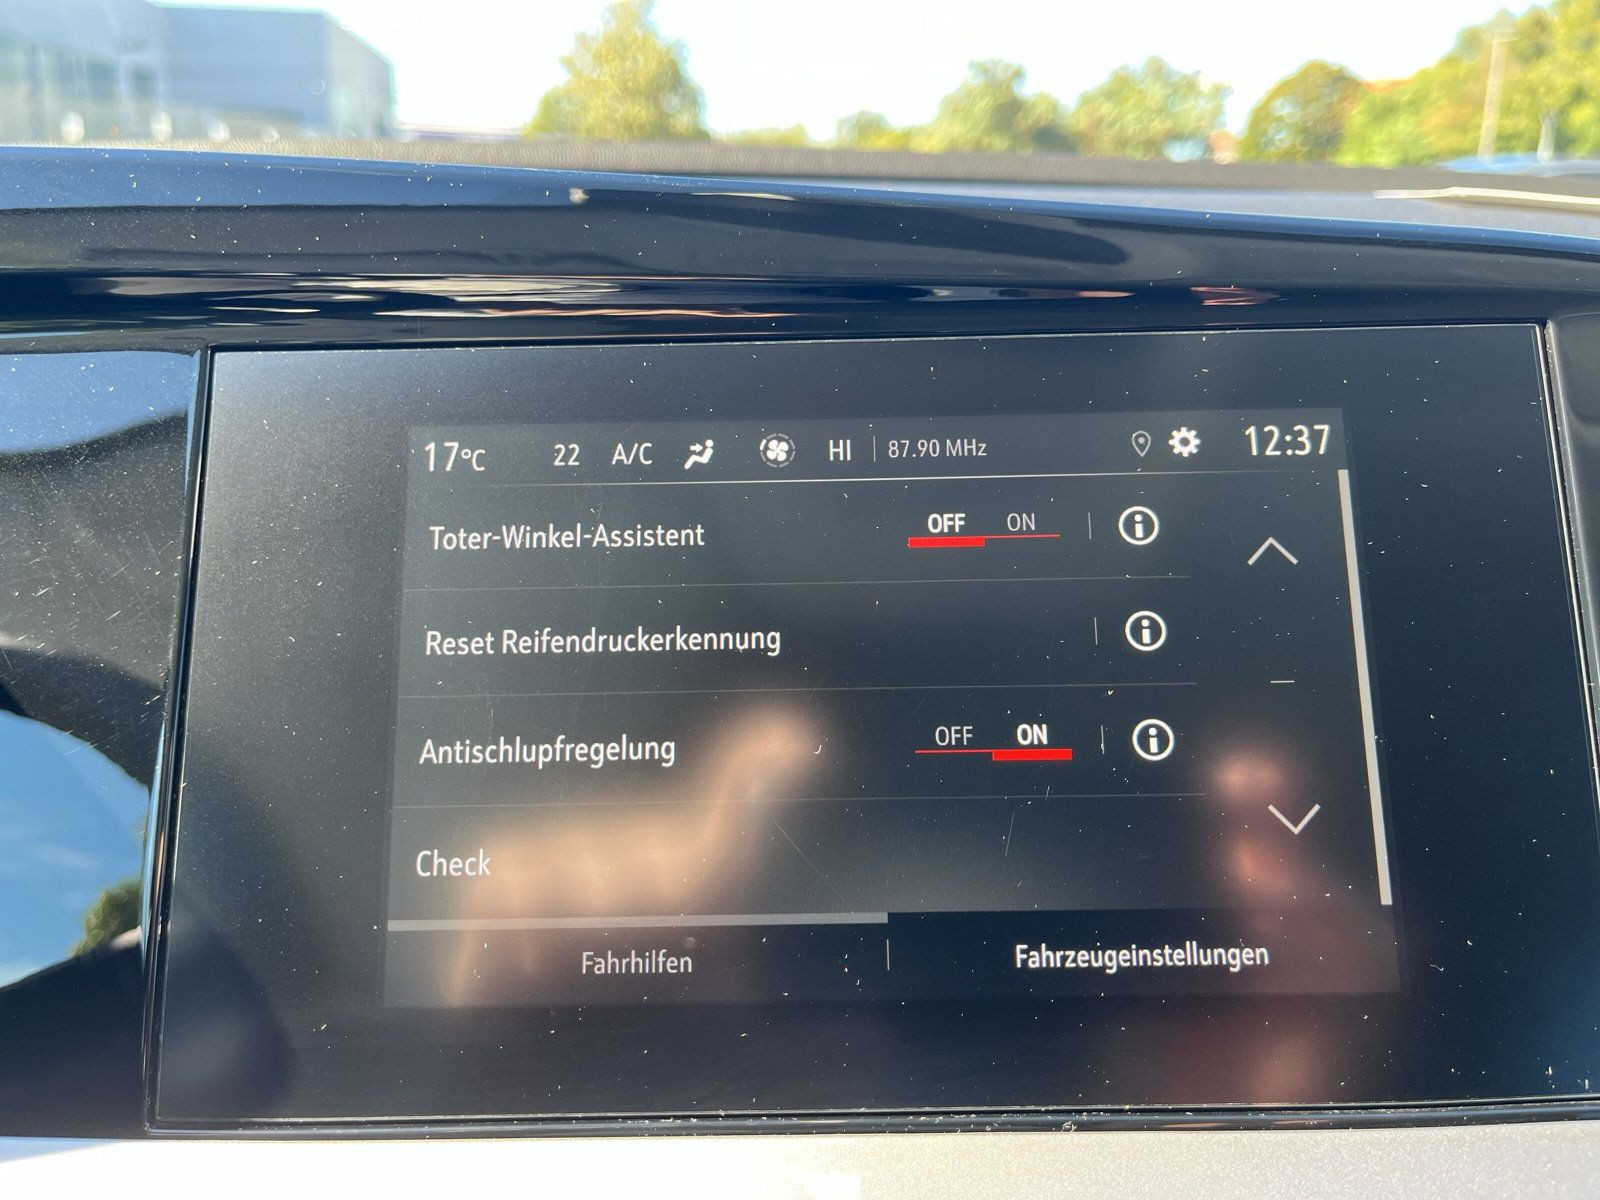 17°C 22 A/C HI 87.90 MHz 12:37
Toter-Winkel-Assistent OFF ON
Reset Reifendruckerkennung
Antischlupfregelung OFF ON
Check
Fahrhilfen Fahrzeugeinstellungen